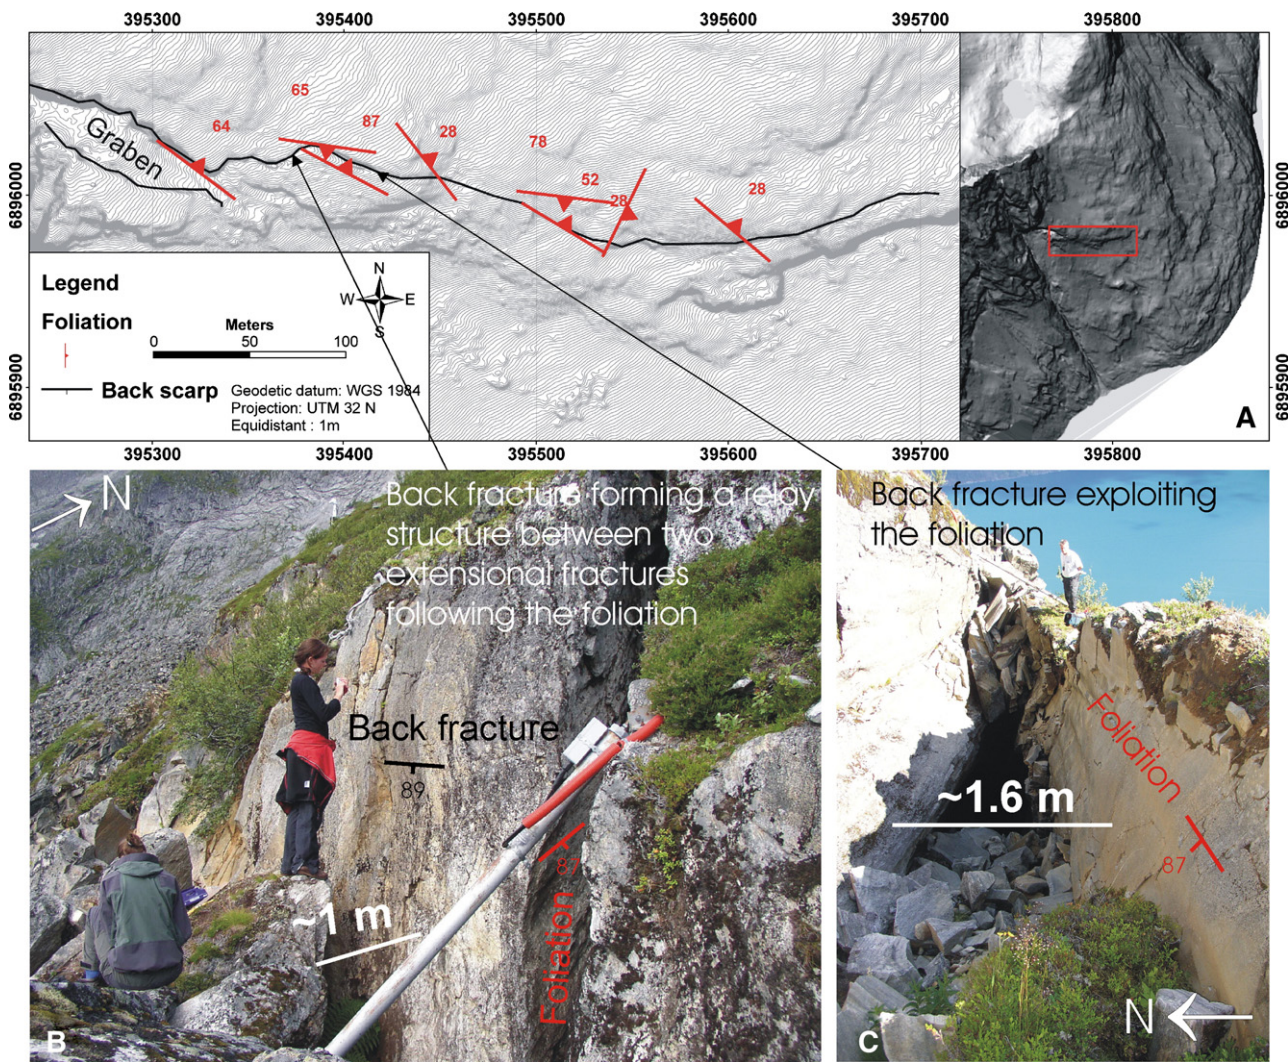 395300 395400 395500 395600 395700 395800
6896000
6895900
6896000
6895900
Graben
64
65
87
28
78
52
28
28
Legend
Foliation
Back scarp
N
W E
S
Meters
0 50 100
Geodetic datum: WGS 1984
Projection: UTM 32 N
Equidistant : 1m
A
395300 395400 395500 395600 395700 395800
N
Back fracture forming a relay
structure between two
extensional fractures
following the foliation
Back fracture
89
87
Foliation
~1 m
B
Back fracture exploiting
the foliation
~1.6 m
Foliation
87
N
C